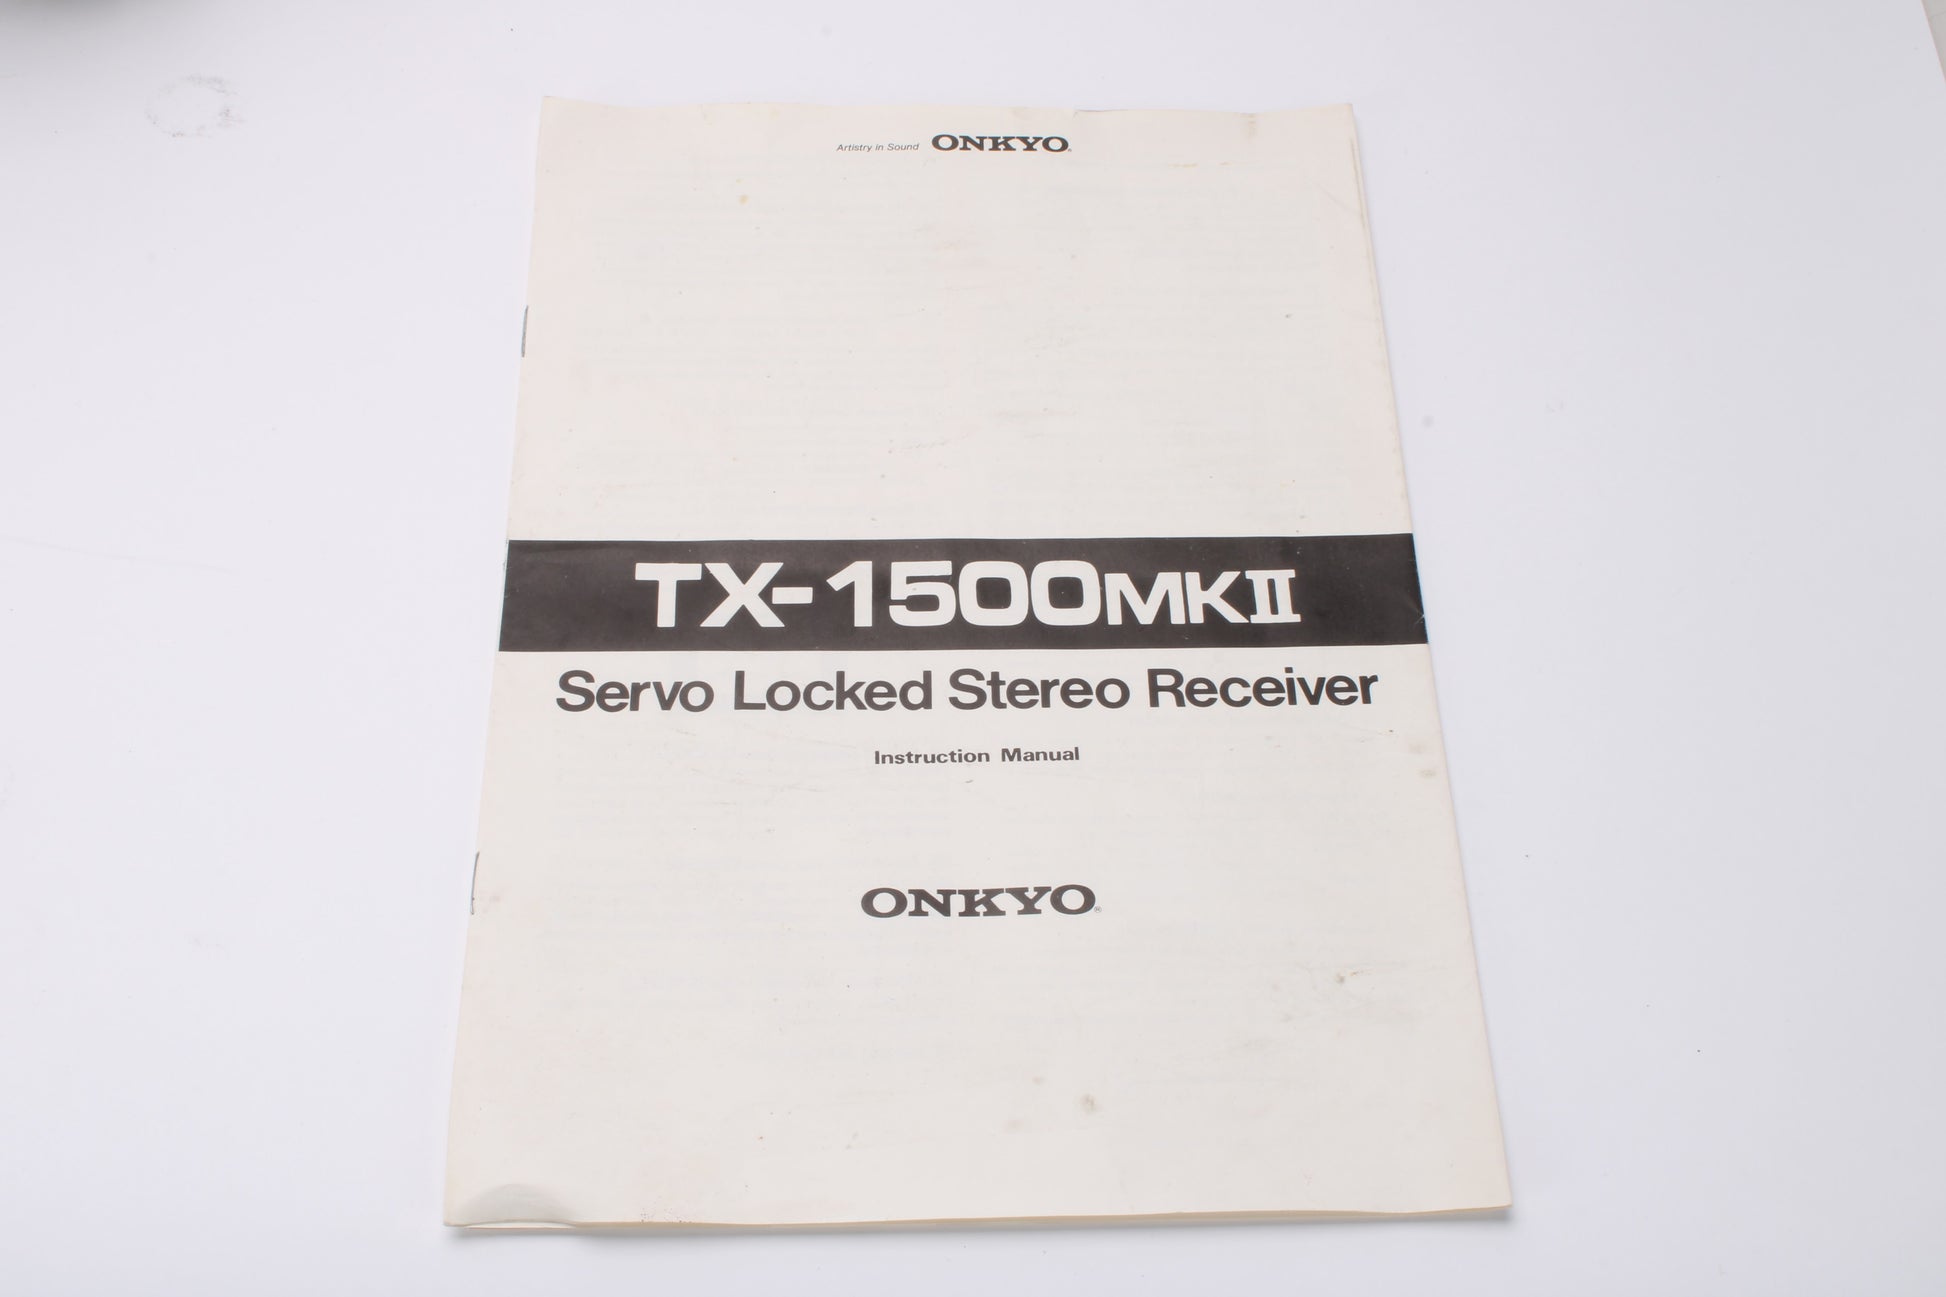 Artistry in Sound ONKYO®
TX-1500MKII
Servo Locked Stereo Receiver
Instruction Manual
ONKYO®